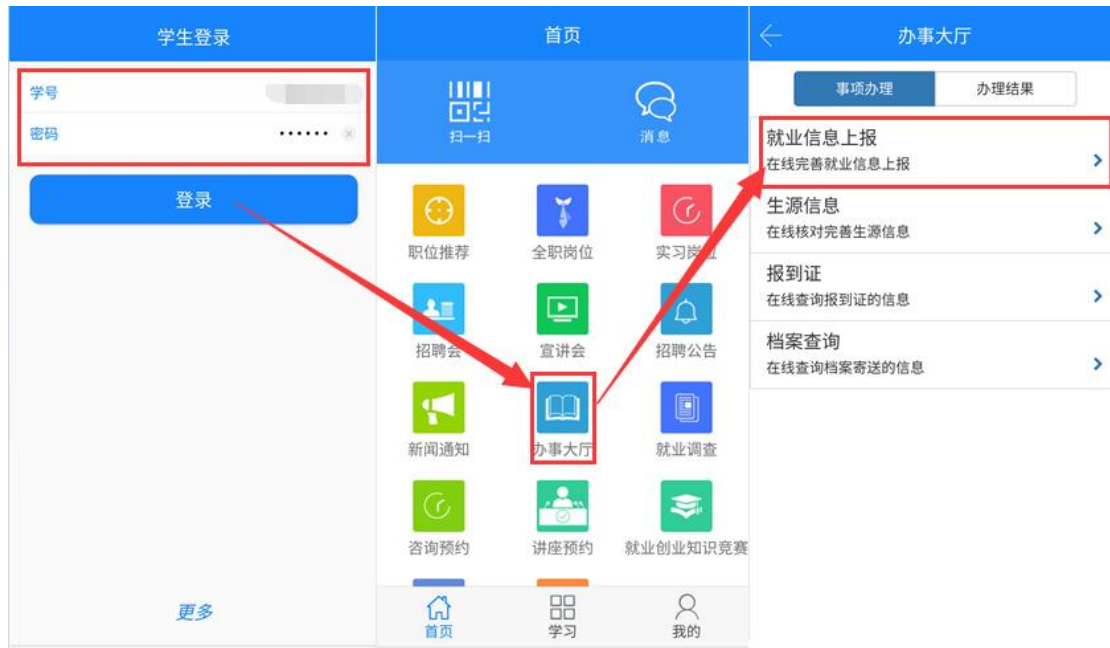 学生登录
学号
密码
登录
更多
首页
扫一扫
消息
职位推荐
全职岗位
实习岗位
招聘会
宣讲会
招聘公告
新闻通知
办事大厅
就业调查
咨询预约
讲座预约
就业创业知识竞赛
首页
学习
我的
办事大厅
事项办理
办理结果
就业信息上报
在线完善就业信息上报
生源信息
在线核对完善生源信息
报到证
在线查询报到证的信息
档案查询
在线查询档案寄送的信息